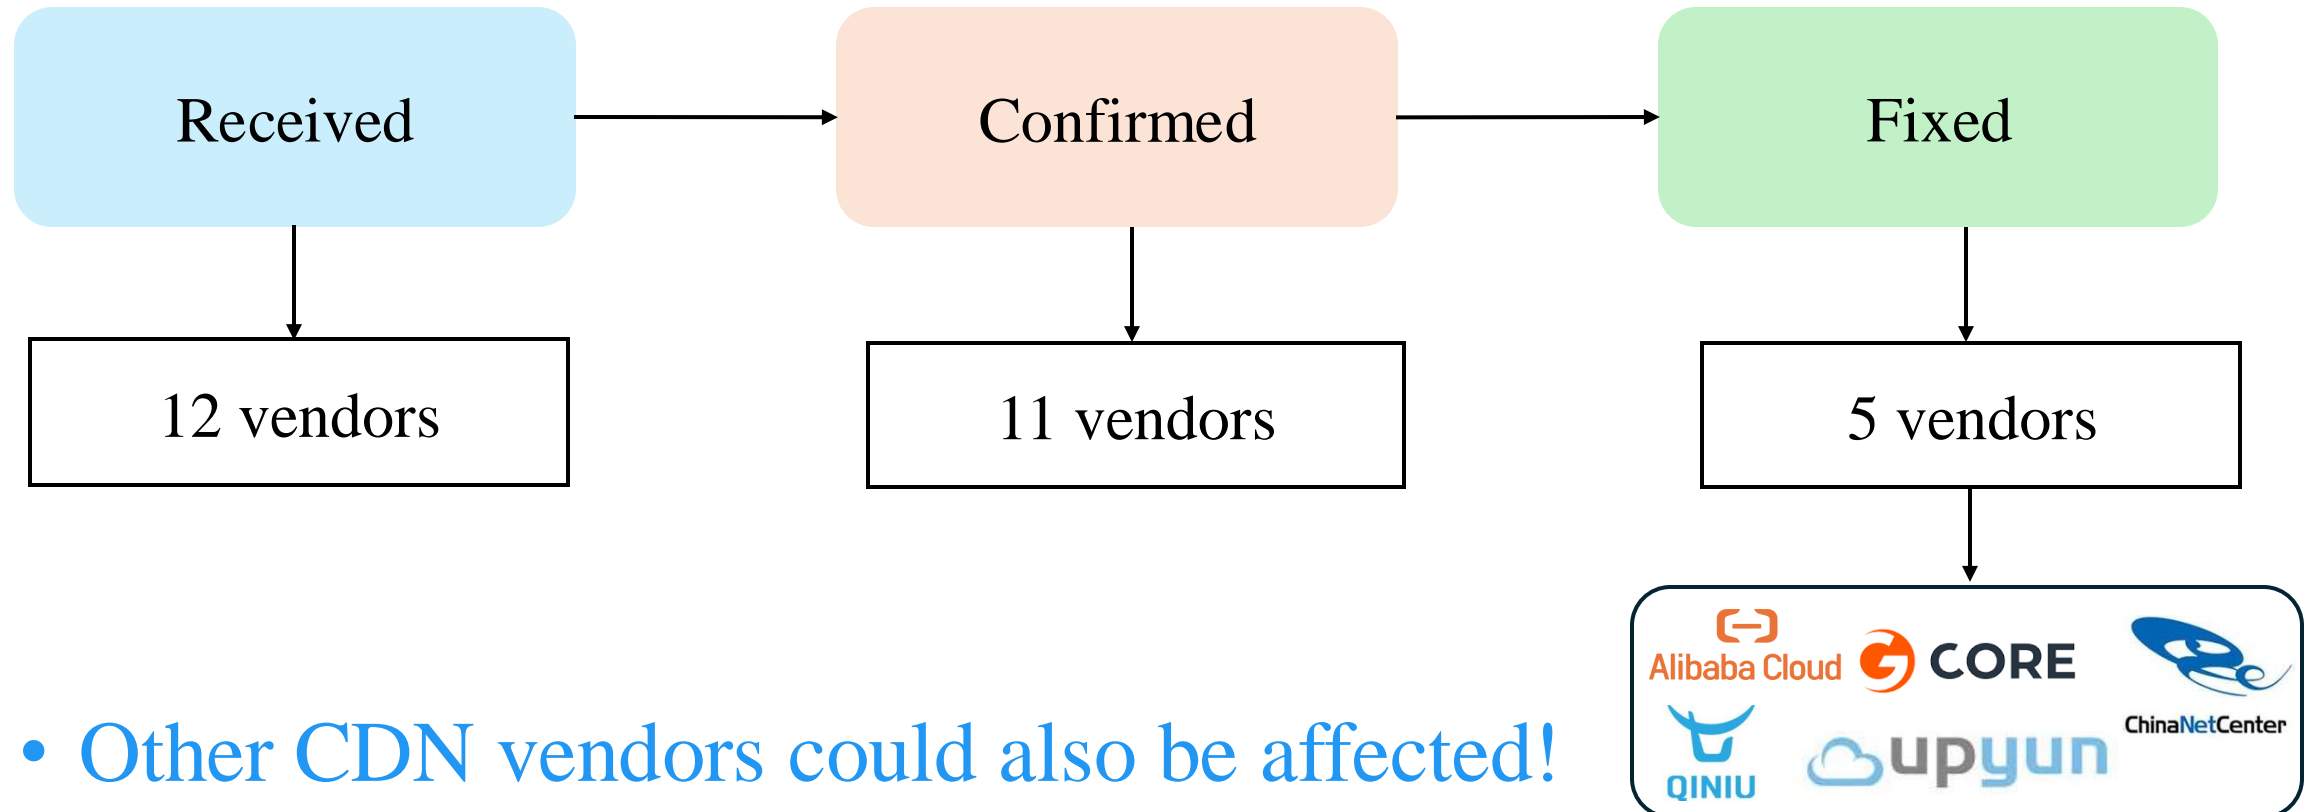 Received
Confirmed
Fixed
12 vendors
11 vendors
5 vendors
Alibaba Cloud
G CORE
ChinaNetCenter
QINIU
upyun
• Other CDN vendors could also be affected!